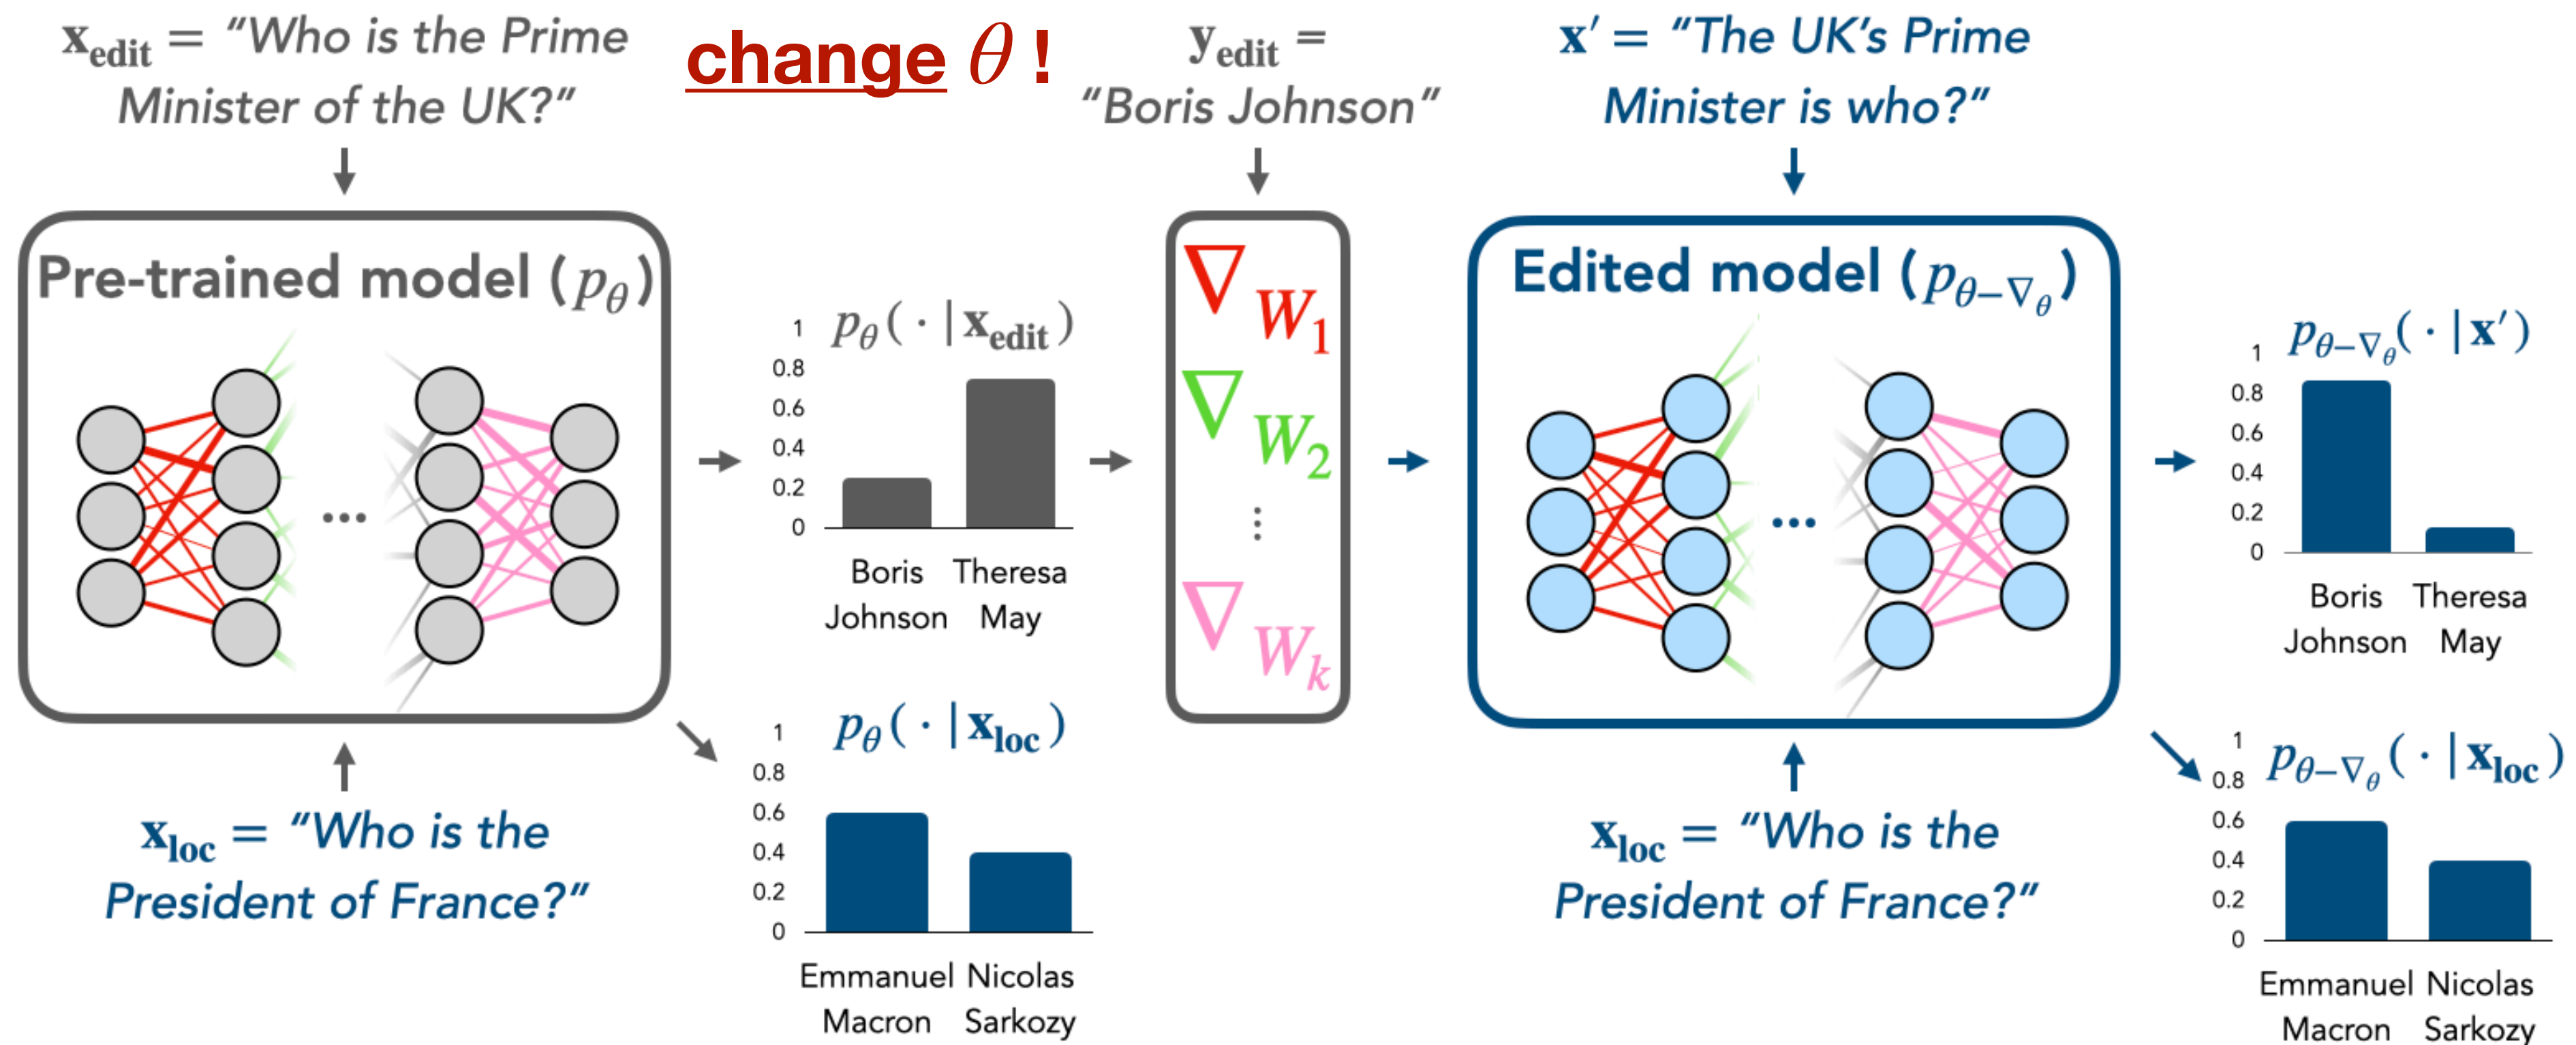 x_edit = “Who is the Prime
Minister of the UK?”
change θ !
y_edit =
“Boris Johnson”
x′ = “The UK’s Prime
Minister is who?”
Pre-trained model (p_θ)
...
p_θ( · | x_edit)
1
0.8
0.6
0.4
0.2
0
Boris Theresa
Johnson May
∇W_1
∇W_2
⋮
∇W_k
Edited model (p_θ−∇_θ)
...
p_θ−∇_θ( · | x′)
1
0.8
0.6
0.4
0.2
0
Boris Theresa
Johnson May
x_loc = “Who is the
President of France?”
p_θ( · | x_loc)
1
0.8
0.6
0.4
0.2
0
Emmanuel Nicolas
Macron Sarkozy
x_loc = “Who is the
President of France?”
p_θ−∇_θ( · | x_loc)
1
0.8
0.6
0.4
0.2
0
Emmanuel Nicolas
Macron Sarkozy